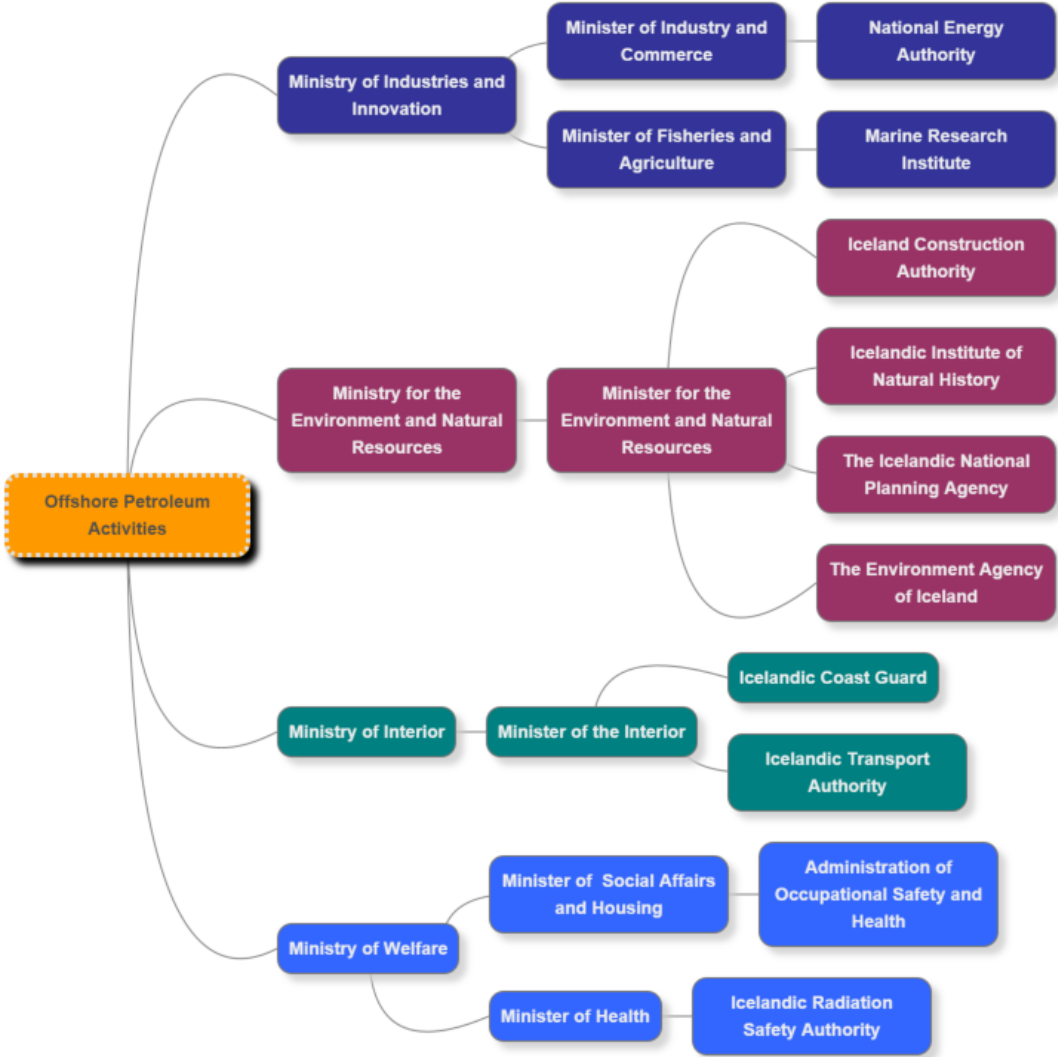 Minister of Industry and
Commerce
National Energy
Authority
Ministry of Industries and
Innovation
Minister of Fisheries and
Agriculture
Marine Research
Institute
Iceland Construction
Authority
Icelandic Institute of
Natural History
Ministry for the
Environment and Natural
Resources
Minister for the
Environment and Natural
Resources
The Icelandic National
Planning Agency
Offshore Petroleum
Activities
The Environment Agency
of Iceland
Icelandic Coast Guard
Ministry of Interior
Minister of the Interior
Icelandic Transport
Authority
Minister of  Social Affairs
and Housing
Administration of
Occupational Safety and
Health
Ministry of Welfare
Minister of Health
Icelandic Radiation
Safety Authority